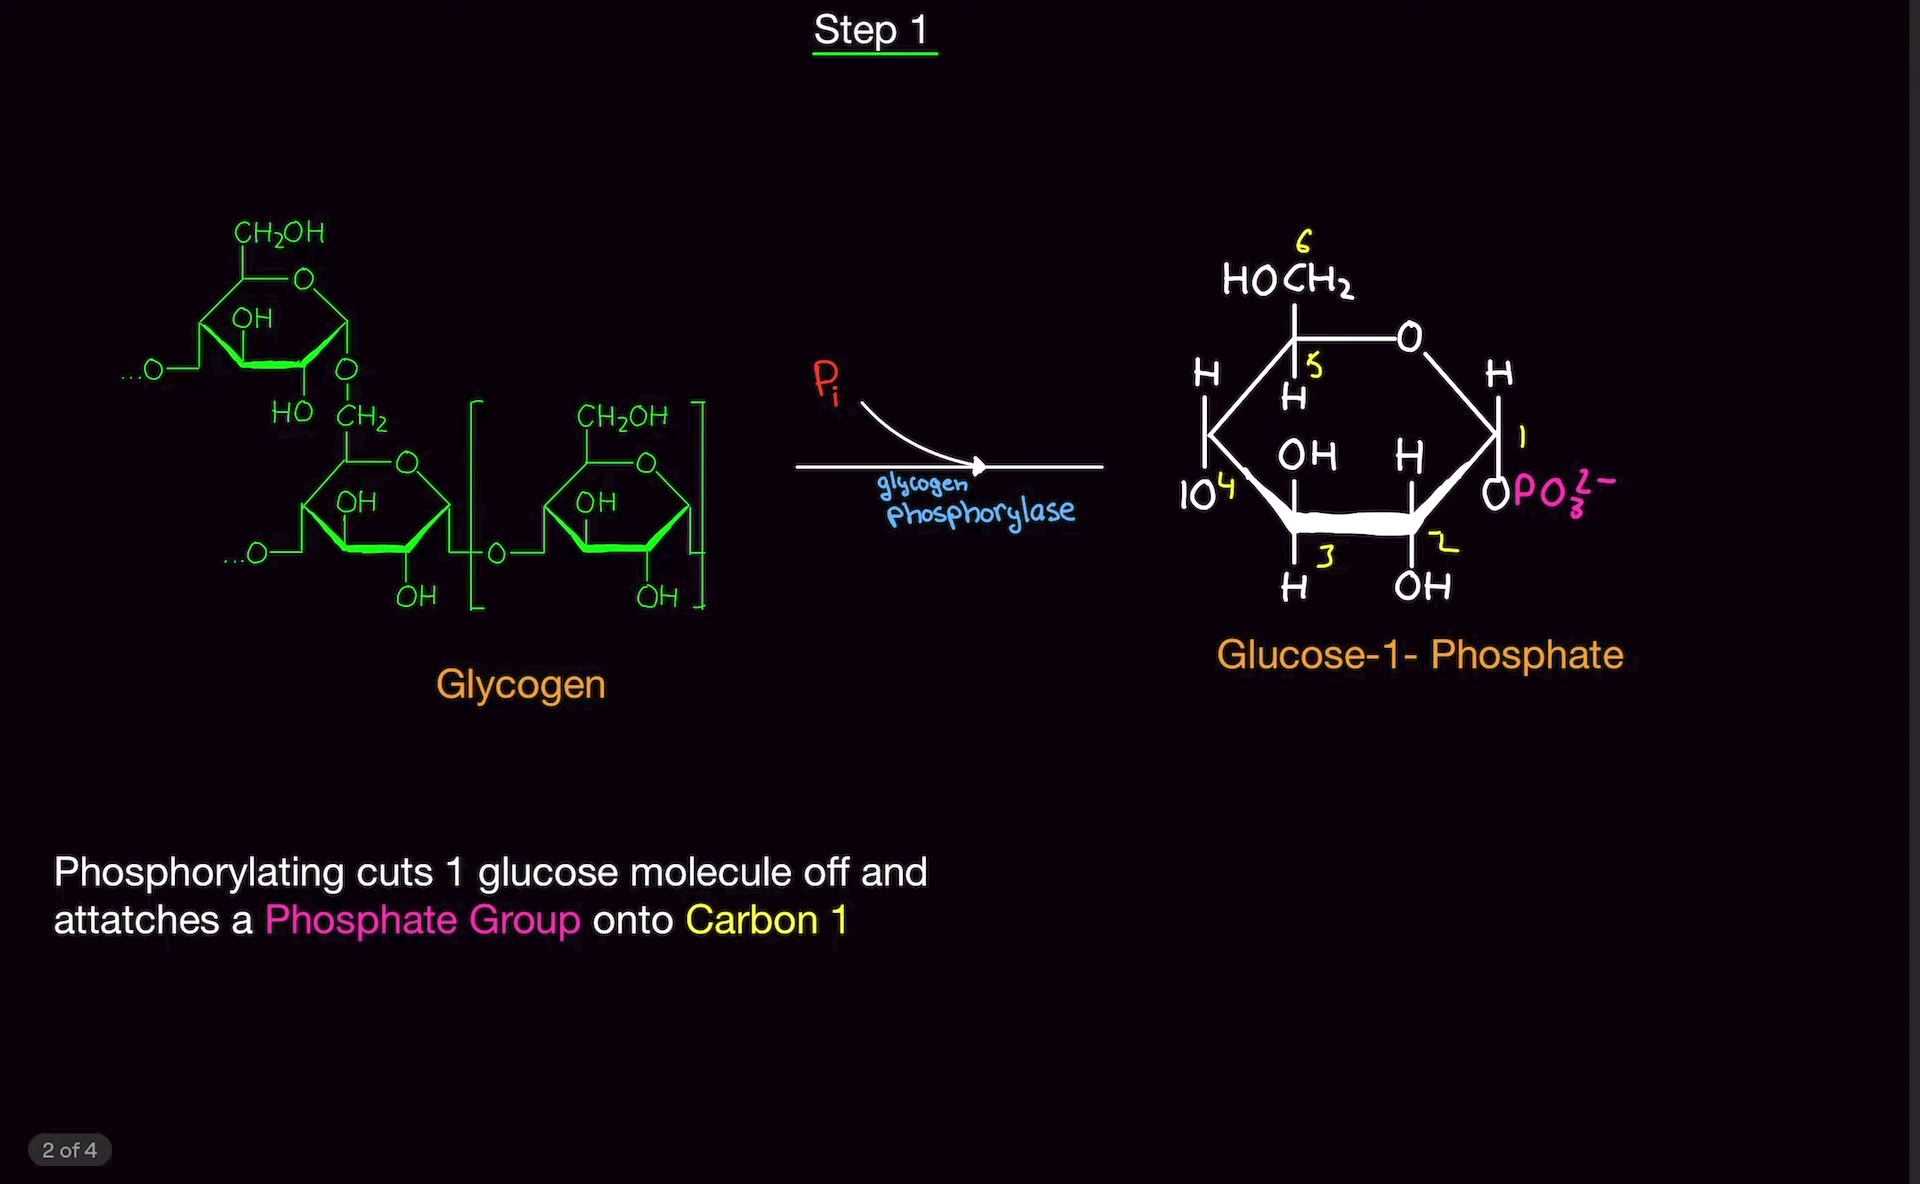 Step 1
CH2OH
O
OH
...O
O
HO
CH2
O
OH
...O
OH
CH2OH
O
OH
O
OH
Glycogen
Pi
glycogen
phosphorylase
6
HOCH2
O
5
H
H
H
1
OH
H
IO
4
OPO3 2-
3
2
H
OH
Glucose-1- Phosphate
Phosphorylating cuts 1 glucose molecule off and
attatches a Phosphate Group onto Carbon 1
2 of 4